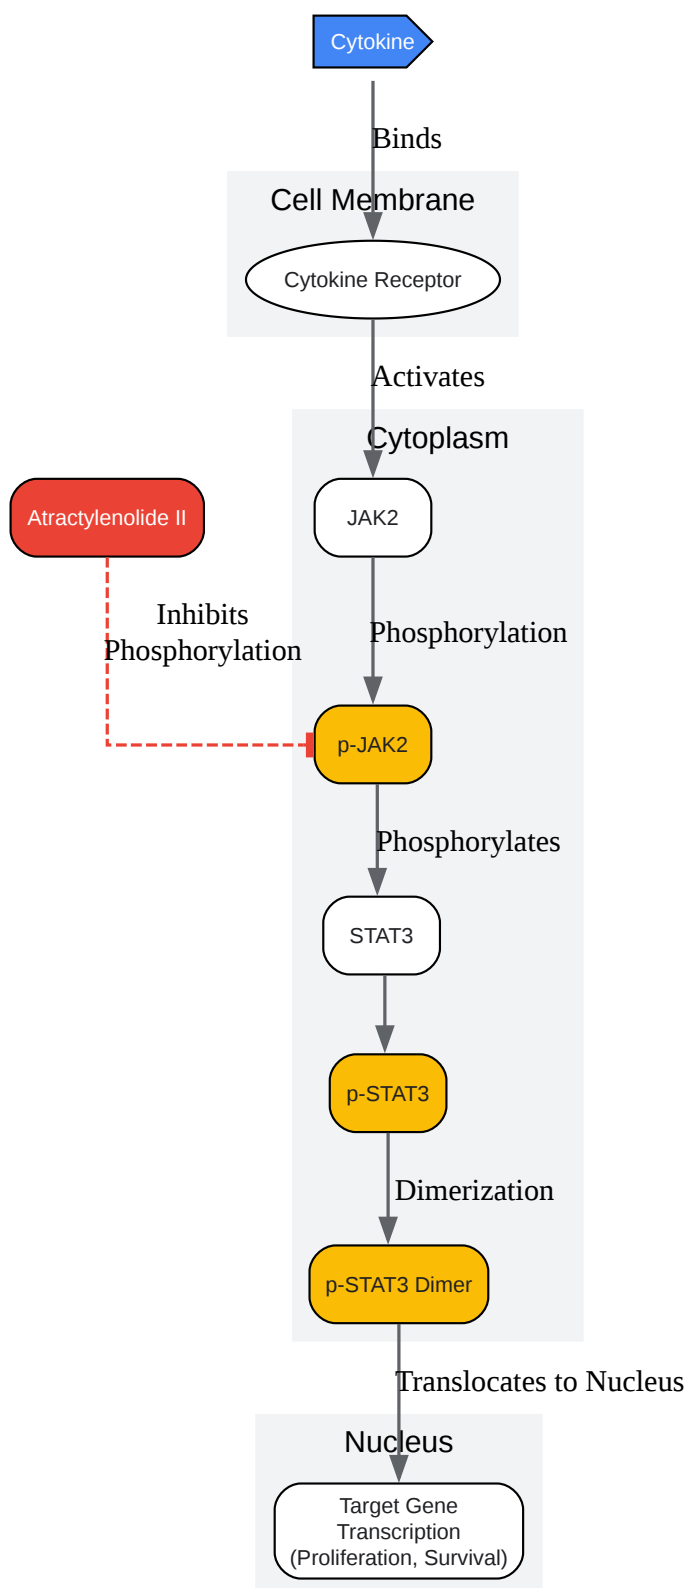 Cytokine
Binds
Cell Membrane
Cytokine Receptor
Activates
Cytoplasm
Atractylenolide II
JAK2
Inhibits
Phosphorylation
Phosphorylation
p-JAK2
Phosphorylates
STAT3
p-STAT3
Dimerization
p-STAT3 Dimer
Translocates to Nucleus
Nucleus
Target Gene
Transcription
(Proliferation, Survival)